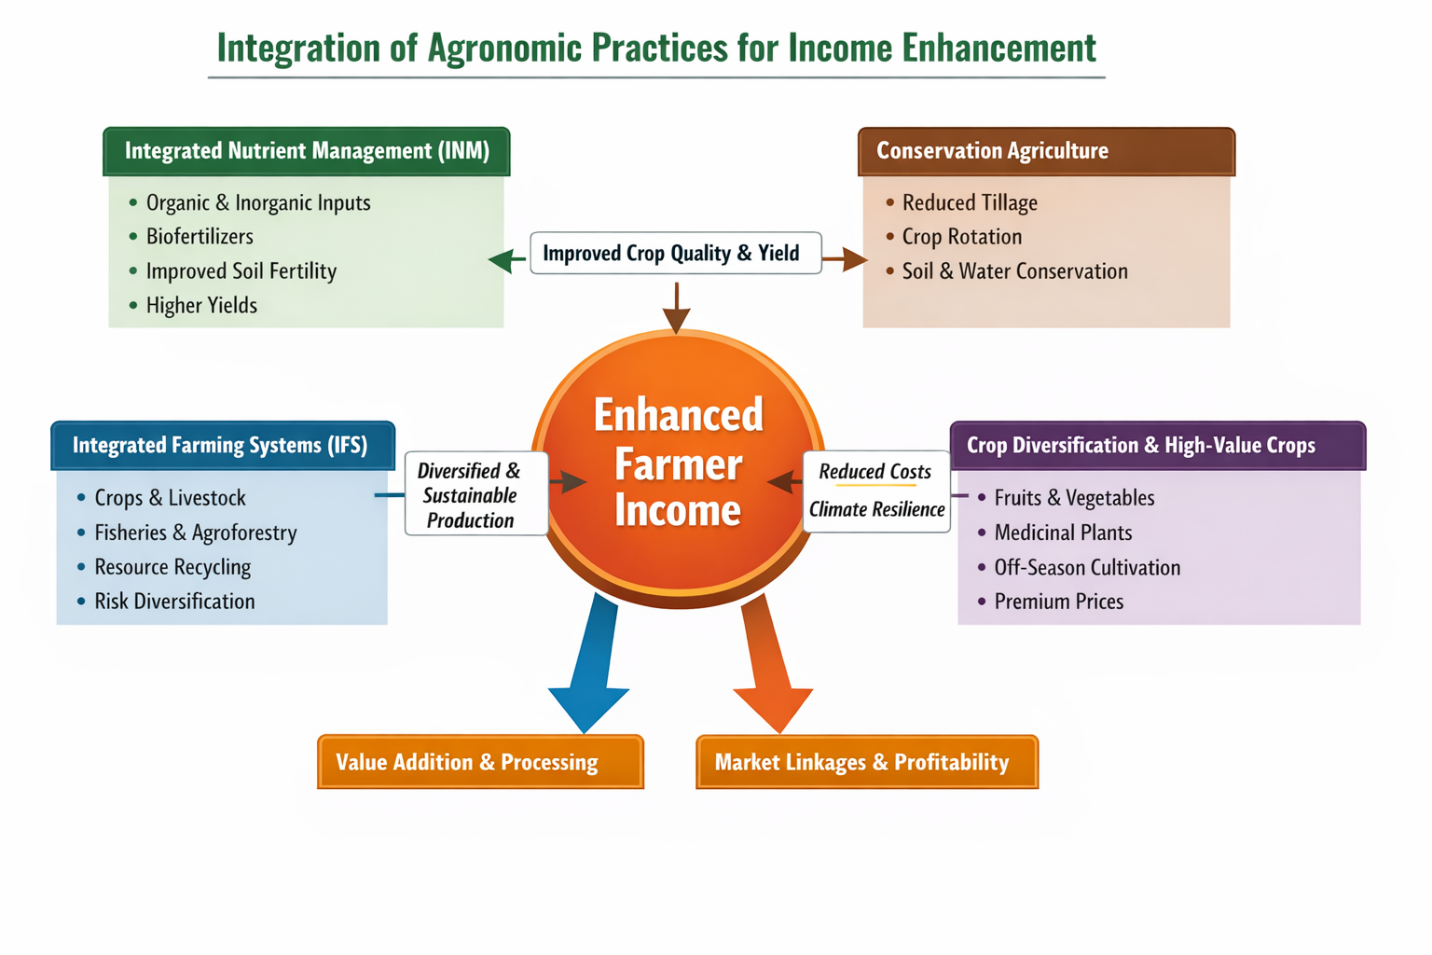 Integration of Agronomic Practices for Income Enhancement
Integrated Nutrient Management (INM)
• Organic & Inorganic Inputs
• Biofertilizers
• Improved Soil Fertility
• Higher Yields
Conservation Agriculture
• Reduced Tillage
• Crop Rotation
• Soil & Water Conservation
Improved Crop Quality & Yield
Enhanced
Farmer
Income
Integrated Farming Systems (IFS)
• Crops & Livestock
• Fisheries & Agroforestry
• Resource Recycling
• Risk Diversification
Diversified &
Sustainable
Production
Reduced Costs
Climate Resilience
Crop Diversification & High-Value Crops
• Fruits & Vegetables
• Medicinal Plants
• Off-Season Cultivation
• Premium Prices
Value Addition & Processing
Market Linkages & Profitability